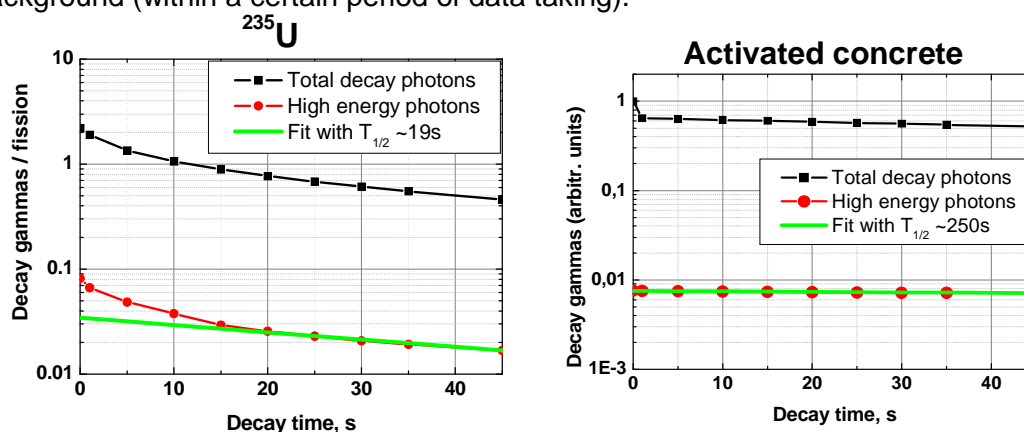 background (within a certain period of data taking).
²³⁵U
10
1
0.1
0.01
0 10 20 30 40
Decay gammas / fission
Decay time, s
Total decay photons
High energy photons
Fit with T₁/₂ ~19s
Activated concrete
1
0,1
0,01
1E-3
0 10 20 30 40
Decay gammas (arbitr. units)
Decay time, s
Total decay photons
High energy photons
Fit with T₁/₂ ~250s